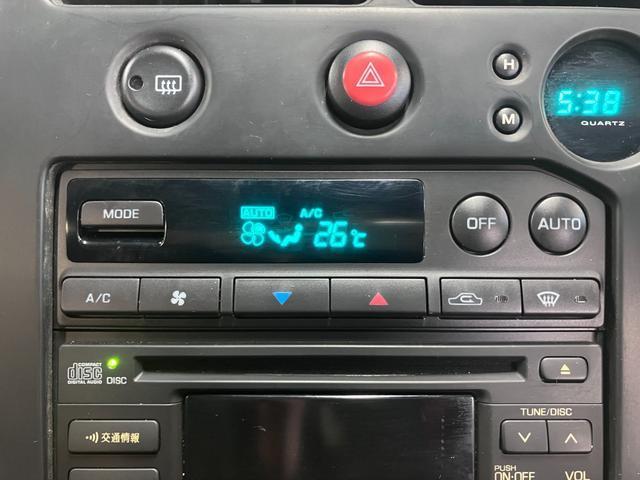 H
M
5:38
QUARTZ
MODE
AUTO A/C
26℃
OFF
AUTO
A/C
COMPACT
disc
DIGITAL AUDIO
DISC
交通情報
TUNE/DISC
PUSH
ON·OFF VOL